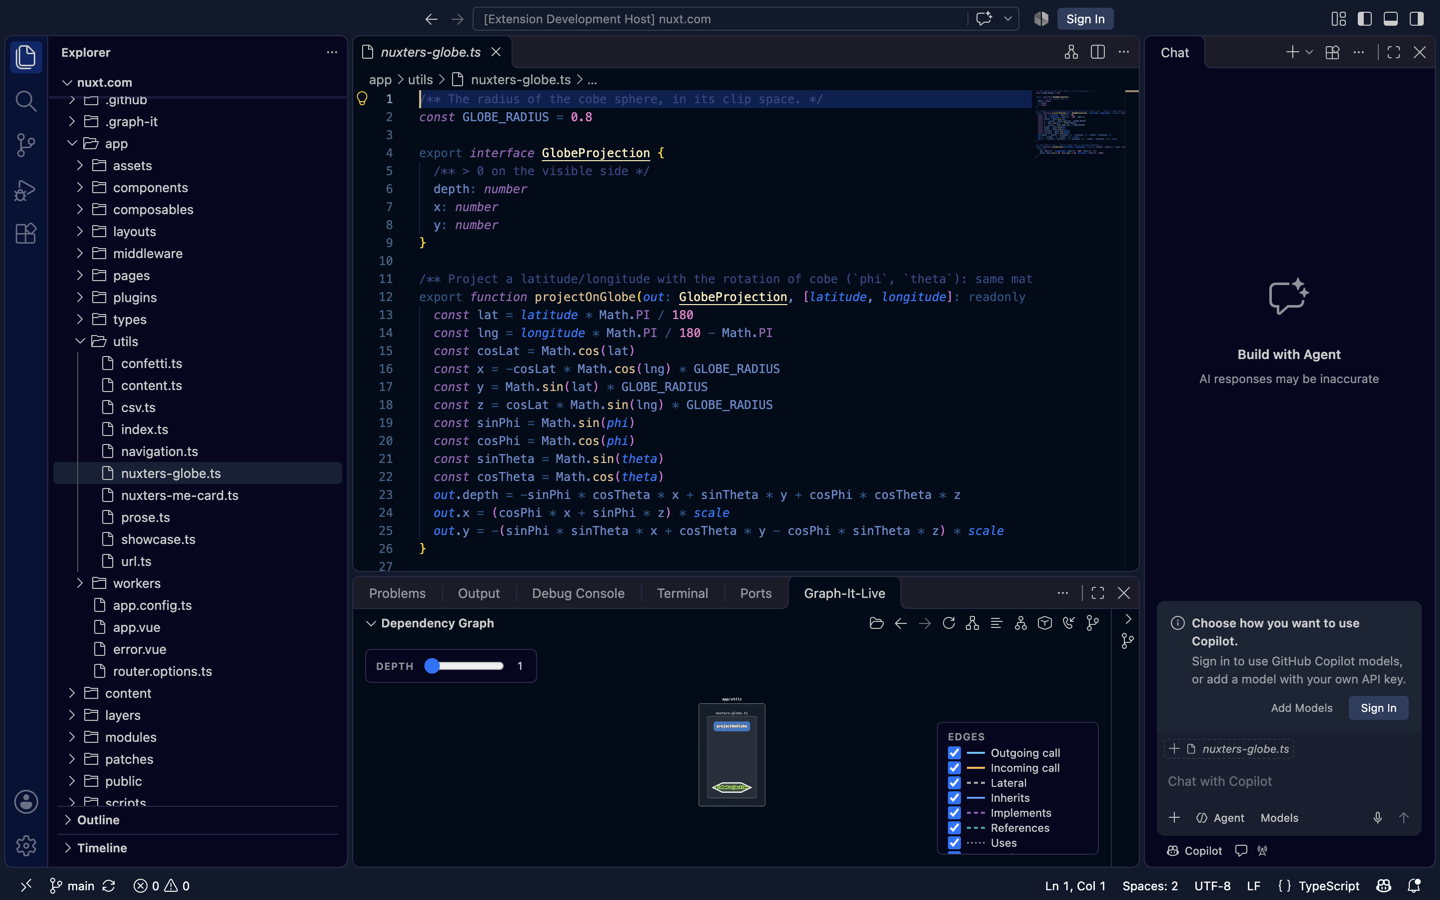 [Extension Development Host] nuxt.com
Sign In
Explorer
nuxt.com
.github
.graph-it
app
assets
components
composables
layouts
middleware
pages
plugins
types
utils
confetti.ts
content.ts
csv.ts
index.ts
navigation.ts
nuxters-globe.ts
nuxters-me-card.ts
prose.ts
showcase.ts
url.ts
workers
app.config.ts
app.vue
error.vue
router.options.ts
content
layers
modules
patches
public
scripts
Outline
Timeline
nuxters-globe.ts
app > utils > nuxters-globe.ts > ...
1 /** The radius of the cobe sphere, in its clip space. */
2 const GLOBE_RADIUS = 0.8
3
4 export interface GlobeProjection {
5 /** > 0 on the visible side */
6 depth: number
7 x: number
8 y: number
9 }
10
11 /** Project a latitude/longitude with the rotation of cobe (`phi`, `theta`): same mat
12 export function projectOnGlobe(out: GlobeProjection, [latitude, longitude]: readonly
13 const lat = latitude * Math.PI / 180
14 const lng = longitude * Math.PI / 180 - Math.PI
15 const cosLat = Math.cos(lat)
16 const x = -cosLat * Math.cos(lng) * GLOBE_RADIUS
17 const y = Math.sin(lat) * GLOBE_RADIUS
18 const z = cosLat * Math.sin(lng) * GLOBE_RADIUS
19 const sinPhi = Math.sin(phi)
20 const cosPhi = Math.cos(phi)
21 const sinTheta = Math.sin(theta)
22 const cosTheta = Math.cos(theta)
23 out.depth = -sinPhi * cosTheta * x + sinTheta * y + cosPhi * cosTheta * z
24 out.x = (cosPhi * x + sinPhi * z) * scale
25 out.y = -(sinPhi * sinTheta * x + cosTheta * y - cosPhi * sinTheta * z) * scale
26 }
27
Problems Output Debug Console Terminal Ports Graph-It-Live
Dependency Graph
DEPTH 1
app/utils
nuxters-globe.ts
projectOnGlobe
GlobeProjection
EDGES
Outgoing call
Incoming call
Lateral
Inherits
Implements
References
Uses
Chat
Build with Agent
AI responses may be inaccurate
Choose how you want to use
Copilot.
Sign in to use GitHub Copilot models,
or add a model with your own API key.
Add Models Sign In
nuxters-globe.ts
Chat with Copilot
Agent Models
Copilot
main 0 0
Ln 1, Col 1 Spaces: 2 UTF-8 LF { } TypeScript